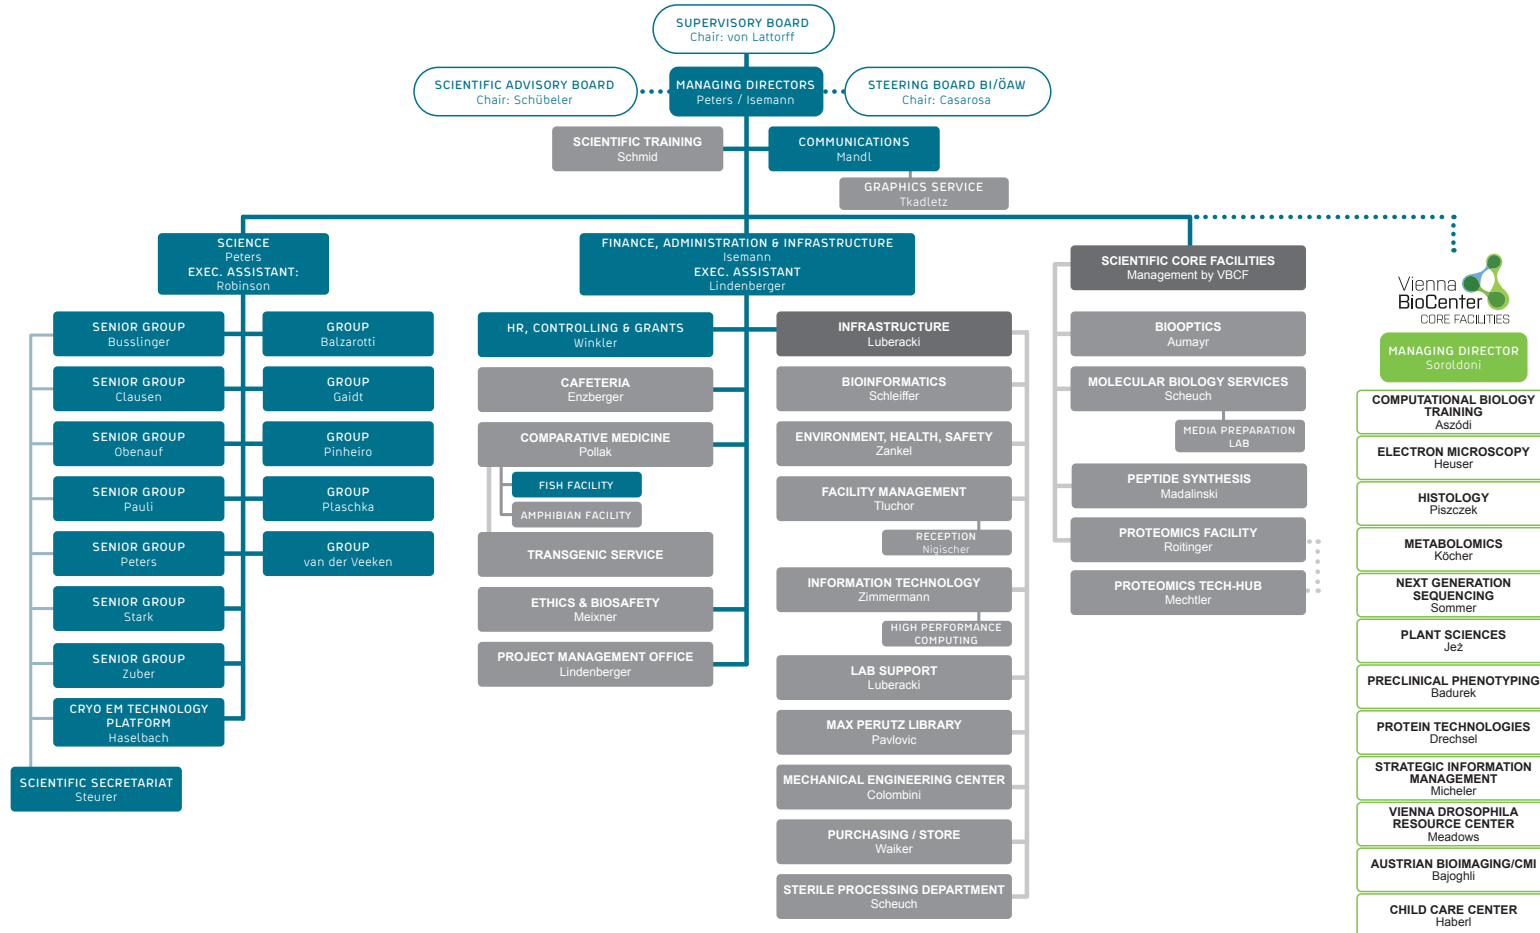 SUPERVISORY BOARD
Chair: von Lattorff
SCIENTIFIC ADVISORY BOARD
Chair: Schübeler
MANAGING DIRECTORS
Peters / Isemann
STEERING BOARD BI/ÖAW
Chair: Casarosa
SCIENTIFIC TRAINING
Schmid
COMMUNICATIONS
Mandl
GRAPHICS SERVICE
Tkadletz
SCIENCE
Peters
EXEC. ASSISTANT:
Robinson
SENIOR GROUP
Busslinger
GROUP
Balzarotti
SENIOR GROUP
Clausen
GROUP
Gaidt
SENIOR GROUP
Obenauf
GROUP
Pinheiro
SENIOR GROUP
Pauli
GROUP
Plaschka
SENIOR GROUP
Peters
GROUP
van der Veeken
SENIOR GROUP
Stark
SENIOR GROUP
Zuber
CRYO EM TECHNOLOGY
PLATFORM
Haselbach
SCIENTIFIC SECRETARIAT
Steurer
FINANCE, ADMINISTRATION & INFRASTRUCTURE
Isemann
EXEC. ASSISTANT
Lindenberger
HR, CONTROLLING & GRANTS
Winkler
CAFETERIA
Enzberger
COMPARATIVE MEDICINE
Pollak
FISH FACILITY
AMPHIBIAN FACILITY
TRANSGENIC SERVICE
ETHICS & BIOSAFETY
Meixner
PROJECT MANAGEMENT OFFICE
Lindenberger
INFRASTRUCTURE
Luberacki
BIOINFORMATICS
Schleiffer
ENVIRONMENT, HEALTH, SAFETY
Zankel
FACILITY MANAGEMENT
Tluchor
RECEPTION
Nigischer
INFORMATION TECHNOLOGY
Zimmermann
HIGH PERFORMANCE
COMPUTING
LAB SUPPORT
Luberacki
MAX PERUTZ LIBRARY
Pavlovic
MECHANICAL ENGINEERING CENTER
Colombini
PURCHASING / STORE
Waiker
STERILE PROCESSING DEPARTMENT
Scheuch
SCIENTIFIC CORE FACILITIES
Management by VBCF
BIOOPTICS
Aumayr
MOLECULAR BIOLOGY SERVICES
Scheuch
MEDIA PREPARATION
LAB
PEPTIDE SYNTHESIS
Madalinski
PROTEOMICS FACILITY
Roitinger
PROTEOMICS TECH-HUB
Mechtler
Vienna
BioCenter
CORE FACILITIES
MANAGING DIRECTOR
Soroldoni
COMPUTATIONAL BIOLOGY
TRAINING
Aszódi
ELECTRON MICROSCOPY
Heuser
HISTOLOGY
Piszczek
METABOLOMICS
Köcher
NEXT GENERATION
SEQUENCING
Sommer
PLANT SCIENCES
Jež
PRECLINICAL PHENOTYPING
Badurek
PROTEIN TECHNOLOGIES
Drechsel
STRATEGIC INFORMATION
MANAGEMENT
Micheler
VIENNA DROSOPHILA
RESOURCE CENTER
Meadows
AUSTRIAN BIOIMAGING/CMI
Bajoghli
CHILD CARE CENTER
Haberl